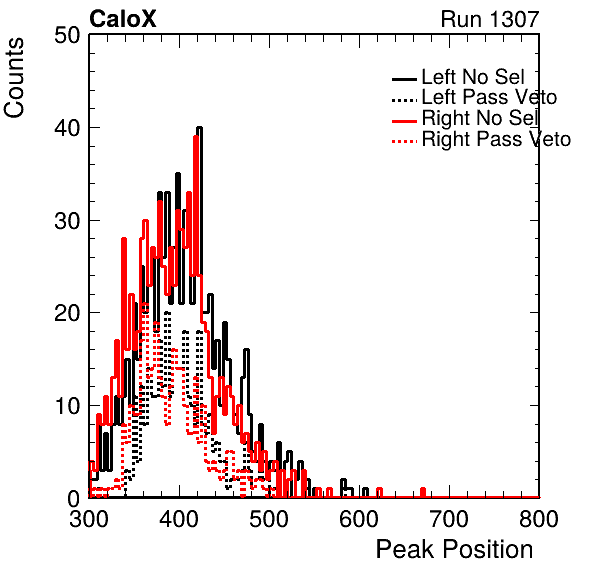 CaloX Run 1307
Counts
50
40
30
20
10
0
Left No Sel
Left Pass Veto
Right No Sel
Right Pass Veto
300 400 500 600 700 800
Peak Position